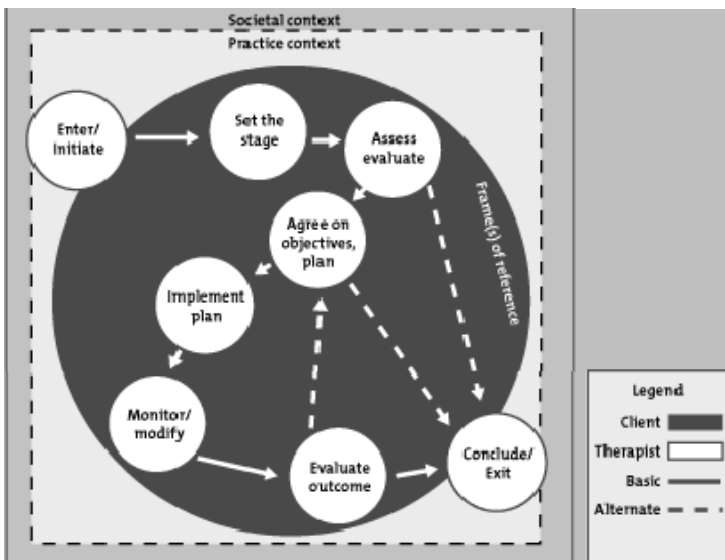 Societal context
Practice context
Enter/
Initiate
Set the
stage
Assess
evaluate
Agree on
objectives,
plan
Frame(s) of reference
Implement
plan
Monitor/
modify
Evaluate
outcome
Conclude/
Exit
Legend
Client
Therapist
Basic
Alternate